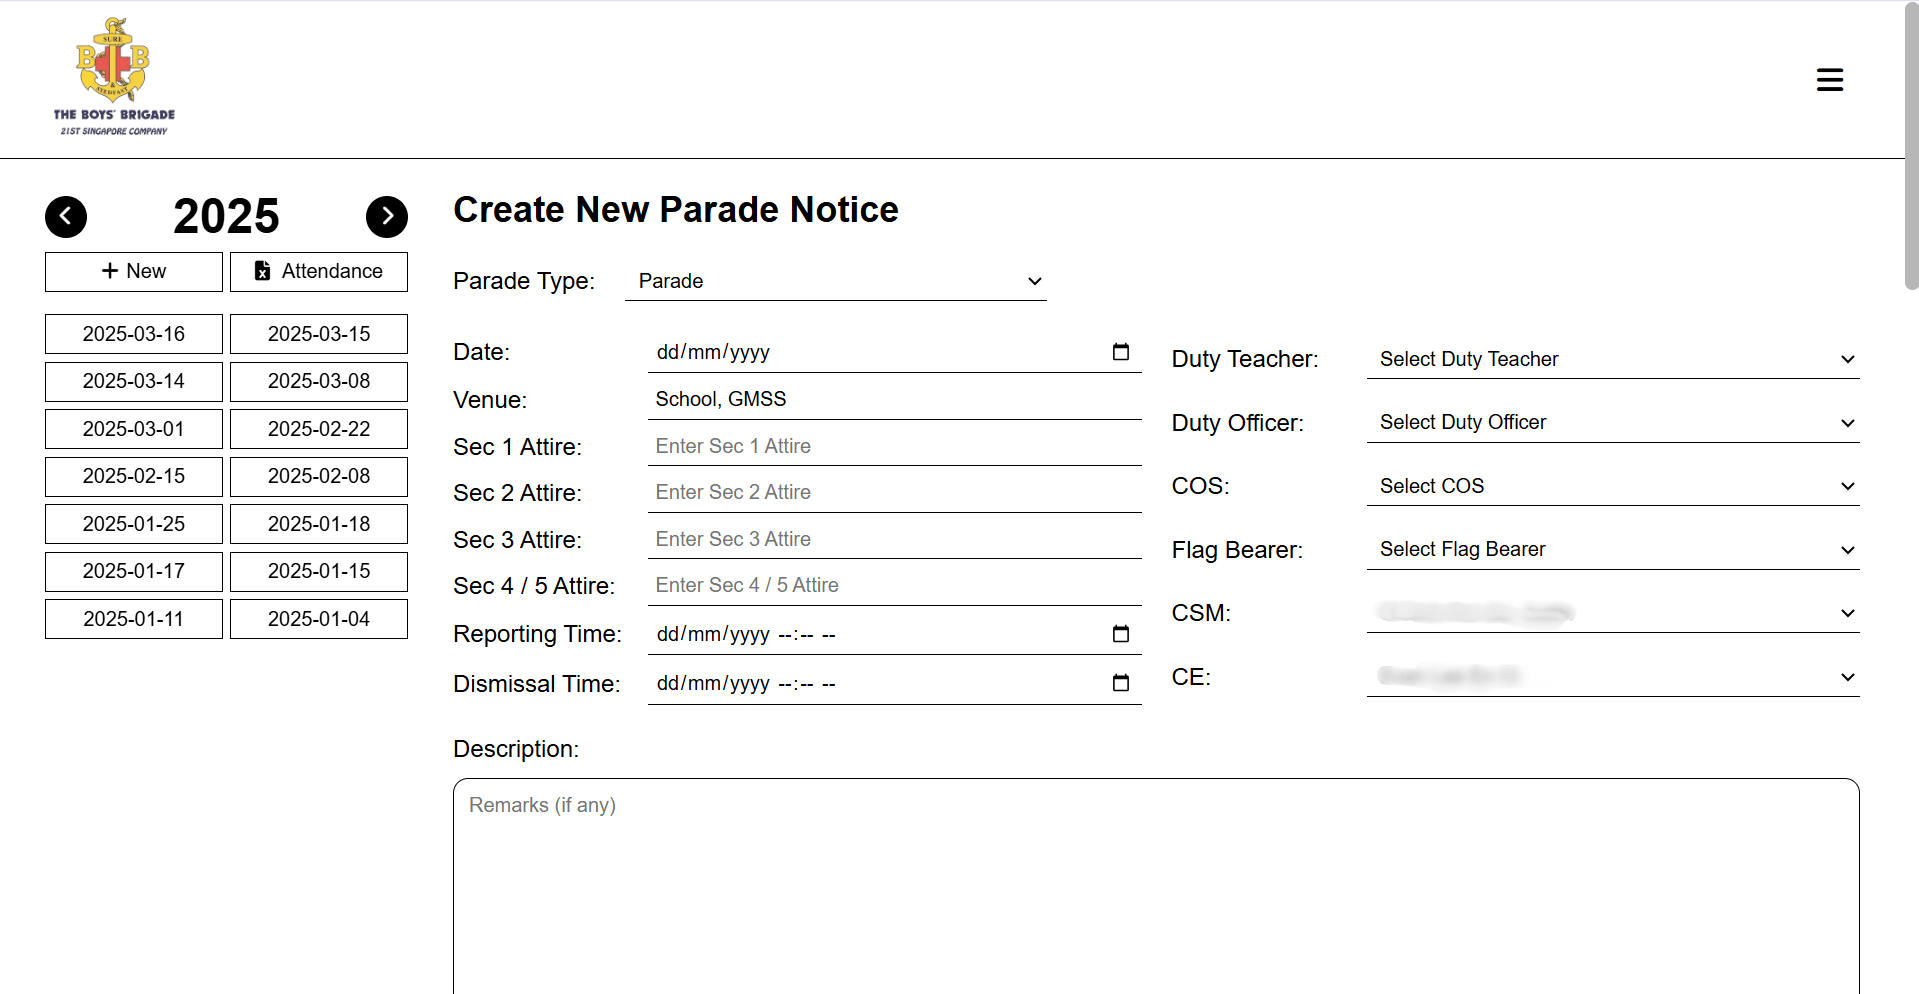 SURE
B B
&
STEDFAST
THE BOYS' BRIGADE
21ST SINGAPORE COMPANY
2025
New
Attendance
2025-03-16
2025-03-15
2025-03-14
2025-03-08
2025-03-01
2025-02-22
2025-02-15
2025-02-08
2025-01-25
2025-01-18
2025-01-17
2025-01-15
2025-01-11
2025-01-04
Create New Parade Notice
Parade Type: Parade
Date: dd/mm/yyyy
Venue: School, GMSS
Sec 1 Attire: Enter Sec 1 Attire
Sec 2 Attire: Enter Sec 2 Attire
Sec 3 Attire: Enter Sec 3 Attire
Sec 4 / 5 Attire: Enter Sec 4 / 5 Attire
Reporting Time: dd/mm/yyyy --:-- --
Dismissal Time: dd/mm/yyyy --:-- --
Duty Teacher: Select Duty Teacher
Duty Officer: Select Duty Officer
COS: Select COS
Flag Bearer: Select Flag Bearer
CSM:
CE:
Description:
Remarks (if any)